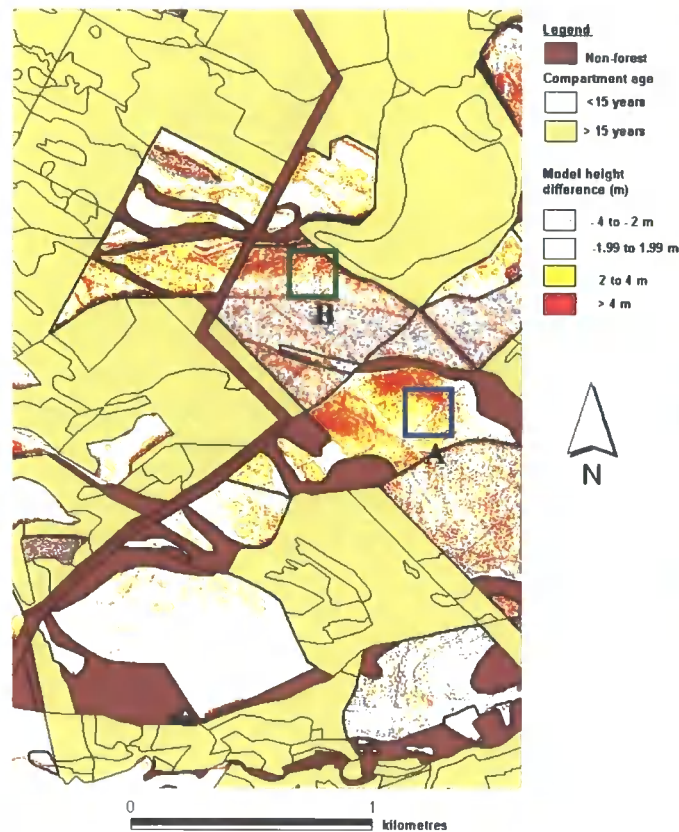 Legend
Non-forest
Compartment age
<15 years
> 15 years
Model height
difference (m)
- 4 to - 2 m
-1.99 to 1.99 m
2 to 4 m
> 4 m
B
A
N
0 1
kilometres